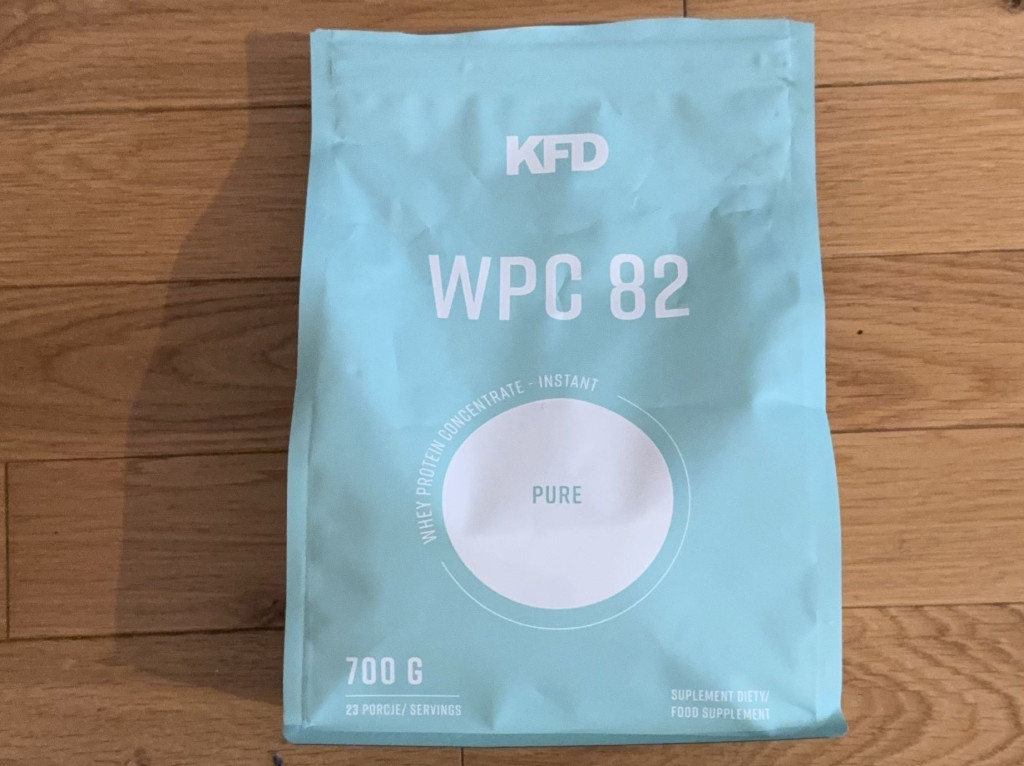 KFD
WPC 82
WHEY PROTEIN CONCENTRATE - INSTANT
PURE
700 G
23 PORCJE/ SERVINGS
SUPLEMENT DIETY/
FOOD SUPPLEMENT